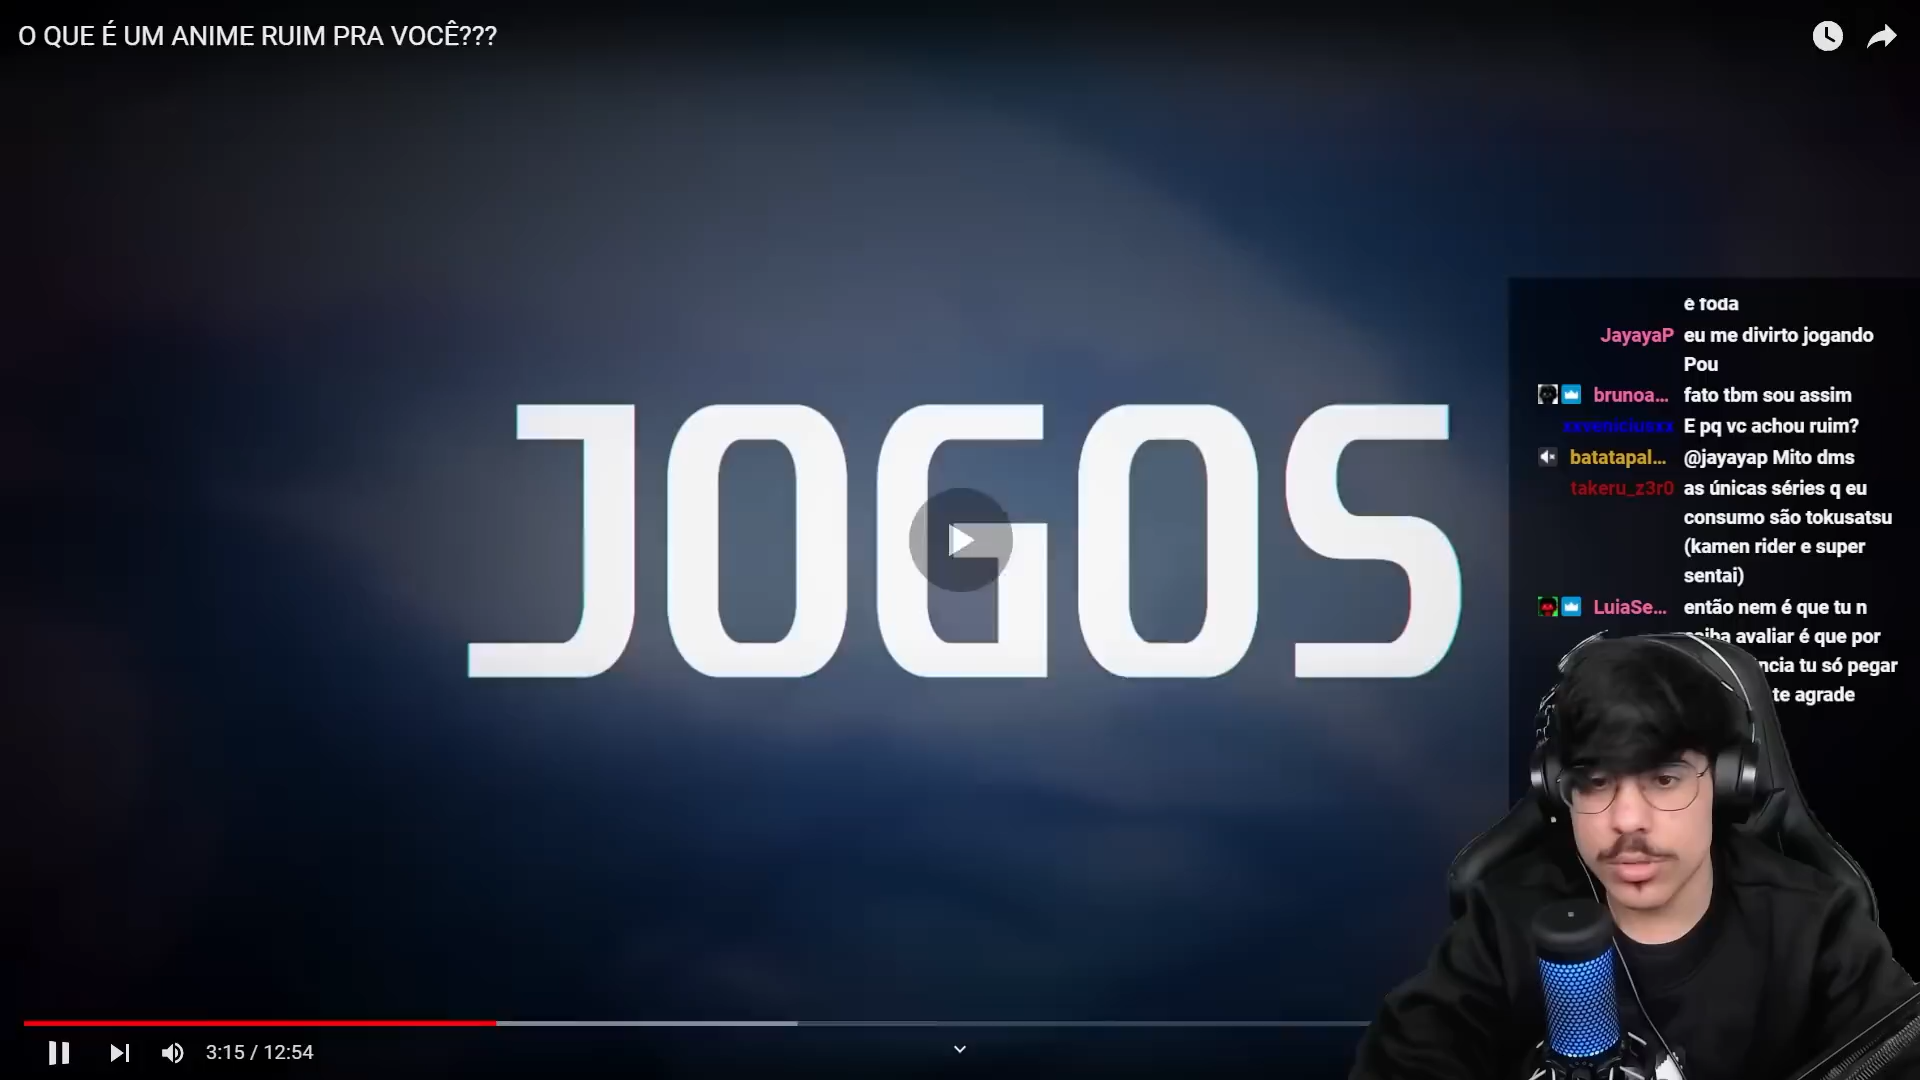 O QUE É UM ANIME RUIM PRA VOCÊ???
JOGOS
é foda
JayayaP eu me divirto jogando
Pou
brunoa... fato tbm sou assim
xxveniciusxx E pq vc achou ruim?
batatapal... @jayayap Mito dms
takeru_z3r0 as únicas séries q eu
consumo são tokusatsu
(kamen rider e super
sentai)
LuiaSe... então nem é que tu n
avaliar é que por
tu só pegar
te agrade
3:15 / 12:54